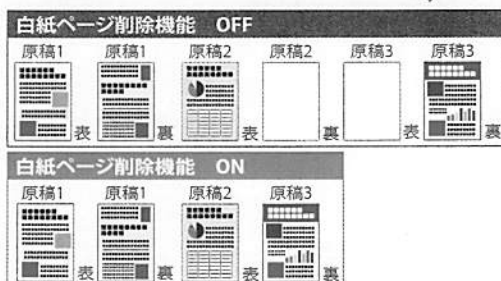 白紙ページ削除機能 OFF
原稿1 原稿1 原稿2 原稿2 原稿3 原稿3
表 裏 表 裏 表 裏
白紙ページ削除機能 ON
原稿1 原稿1 原稿2 原稿3
表 裏 表 裏